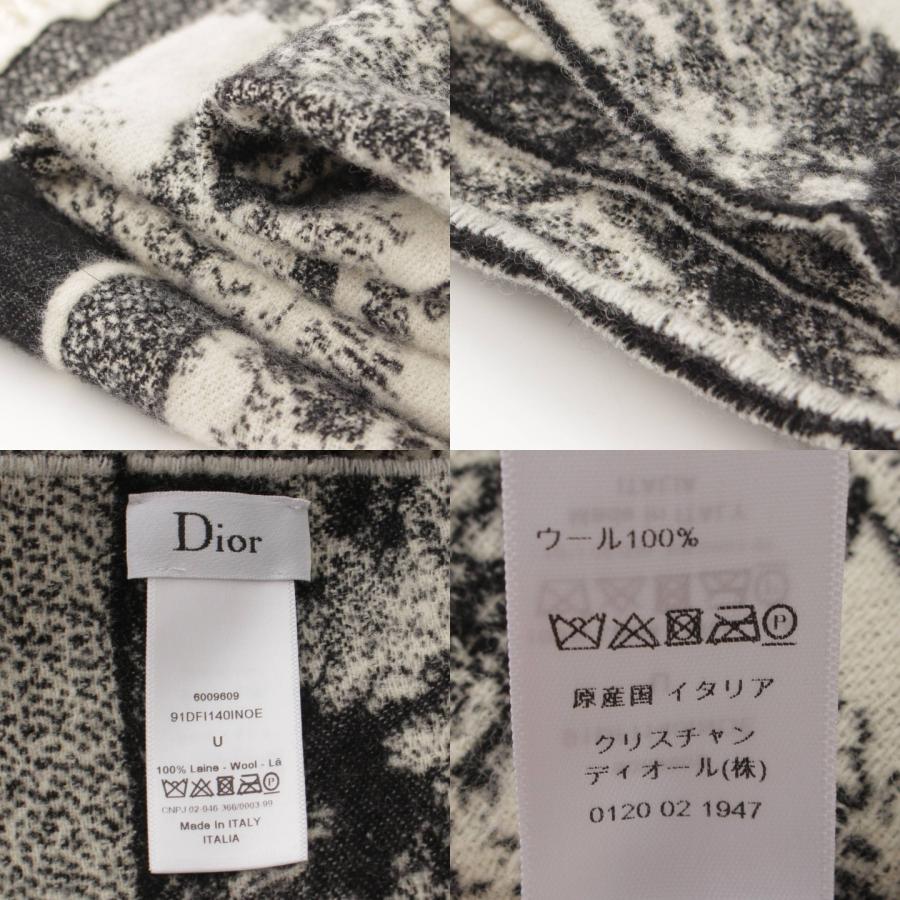 Dior
6009609
91DFI140INOE
U
100% Laine - Wool - Lã
P
CNPJ 02-946 366/0003-99
Made in ITALY
ITALIA
ウール100%
P
原産国 イタリア
クリスチャン
ディオール(株)
0120 02 1947